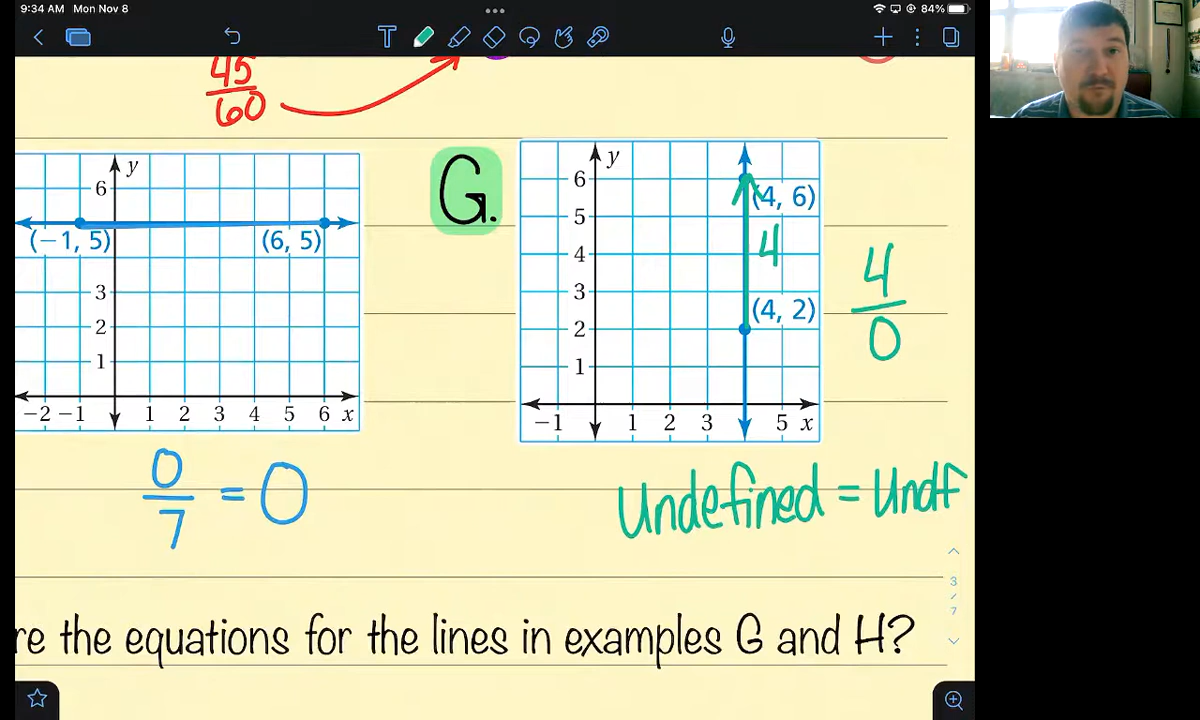 9:34 AM Mon Nov 8
84%
T
45
60
y
6
(−1, 5)
(6, 5)
3
2
1
−2 −1 1 2 3 4 5 6 x
0
7
= 0
G.
y
6
5
4
3
2
1
(4, 6)
4
(4, 2)
−1 1 2 3 5 x
4
0
Undefined = Undf
3
/
7
re the equations for the lines in examples G and H?